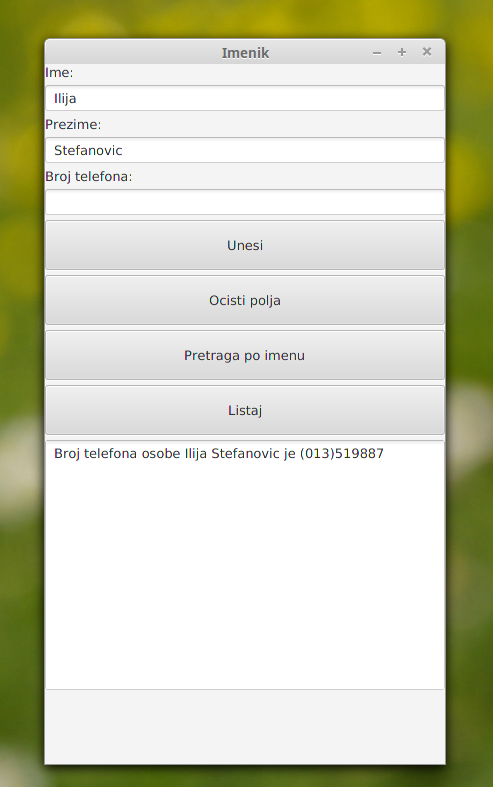 Imenik
Ime:
Ilija
Prezime:
Stefanovic
Broj telefona:
Unesi
Ocisti polja
Pretraga po imenu
Listaj
Broj telefona osobe Ilija Stefanovic je (013)519887